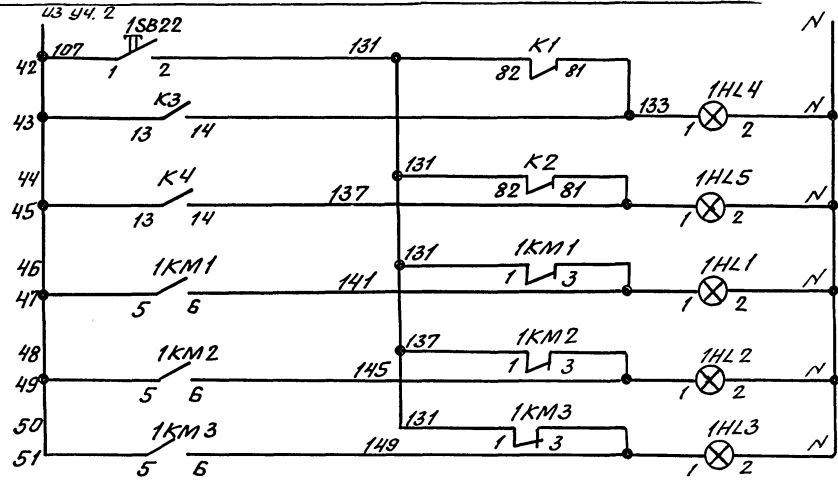 из уч. 2
1SB22
N
42 107 1 2 131 K1 82 81
43 K3 13 14 133 1HL4 1 2 N
44 131 K2 82 81
45 K4 13 14 137 1HL5 1 2 N
46 131 1KM1 1 3
47 1KM1 5 6 141 1HL1 1 2 N
48 137 1KM2 1 3
49 1KM2 5 6 145 1HL2 1 2 N
50 131 1KM3 1 3
51 1KM3 5 6 149 1HL3 1 2